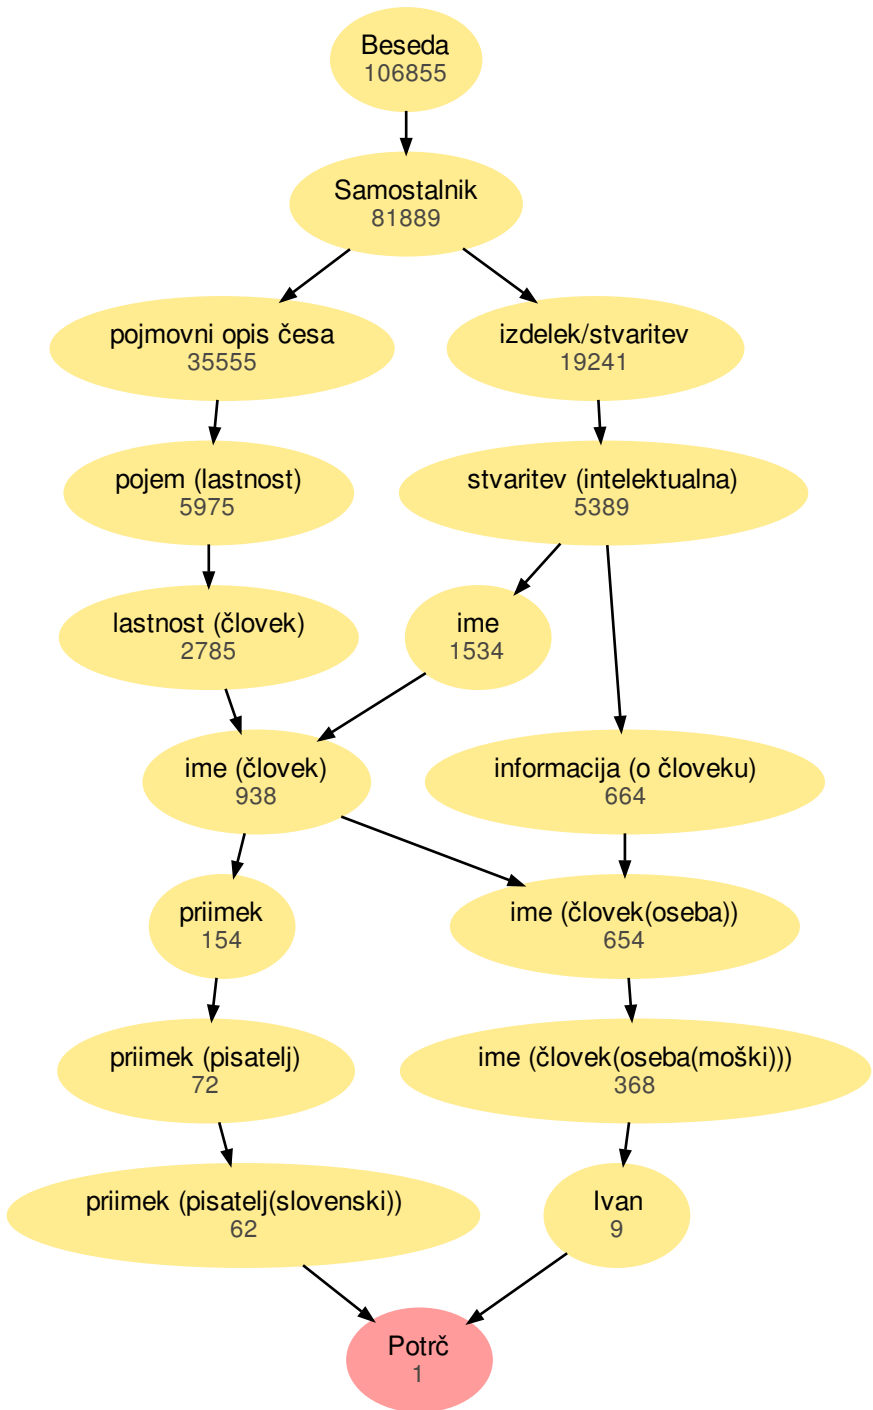 Beseda
106855
Samostalnik
81889
pojmovni opis česa
35555
izdelek/stvaritev
19241
pojem (lastnost)
5975
stvaritev (intelektualna)
5389
lastnost (človek)
2785
ime
1534
ime (človek)
938
informacija (o človeku)
664
priimek
154
ime (človek(oseba))
654
priimek (pisatelj)
72
ime (človek(oseba(moški)))
368
priimek (pisatelj(slovenski))
62
Ivan
9
Potrč
1